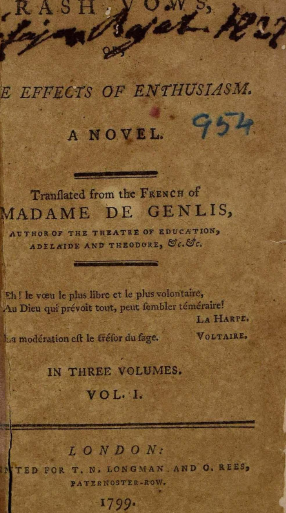 RASH VOWS,
OR,
E EFFECTS OF ENTHUSIASM.
A NOVEL.
954
Translated from the FRENCH of
MADAME DE GENLIS,
AUTHOR OF THE THEATRE OF EDUCATION,
ADELAIDE AND THEODORE, &c. &c.
Eh! le vœu le plus libre et le plus volontaire,
Au Dieu qui prévoit tout, peut sembler téméraire!
LA HARPE.
La modération est le trésor du sage. VOLTAIRE.
IN THREE VOLUMES.
VOL. I.
LONDON:
NTED FOR T. N. LONGMAN AND O. REES,
PATERNOSTER-ROW.
1799.